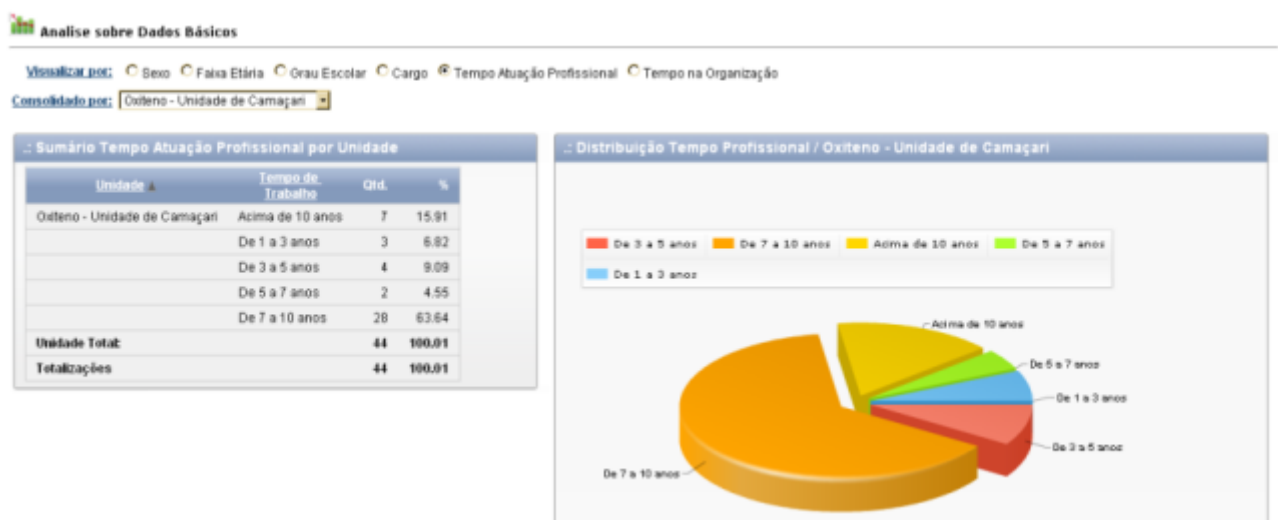 Analise sobre Dados Básicos
Visualizar por: Sexo Faixa Etária Grau Escolar Cargo Tempo Atuação Profissional Tempo na Organização
Consolidado por: Oxiteno - Unidade de Camaçari
.: Sumário Tempo Atuação Profissional por Unidade
Unidade Tempo de Trabalho Qtd. %
Oxiteno - Unidade de Camaçari Acima de 10 anos 7 15.91
De 1 a 3 anos 3 6.82
De 3 a 5 anos 4 9.09
De 5 a 7 anos 2 4.55
De 7 a 10 anos 28 63.64
Unidade Total: 44 100.01
Totalizações 44 100.01
.: Distribuição Tempo Profissional / Oxiteno - Unidade de Camaçari
De 3 a 5 anos De 7 a 10 anos Acima de 10 anos De 5 a 7 anos
De 1 a 3 anos
Acima de 10 anos
De 5 a 7 anos
De 1 a 3 anos
De 3 a 5 anos
De 7 a 10 anos